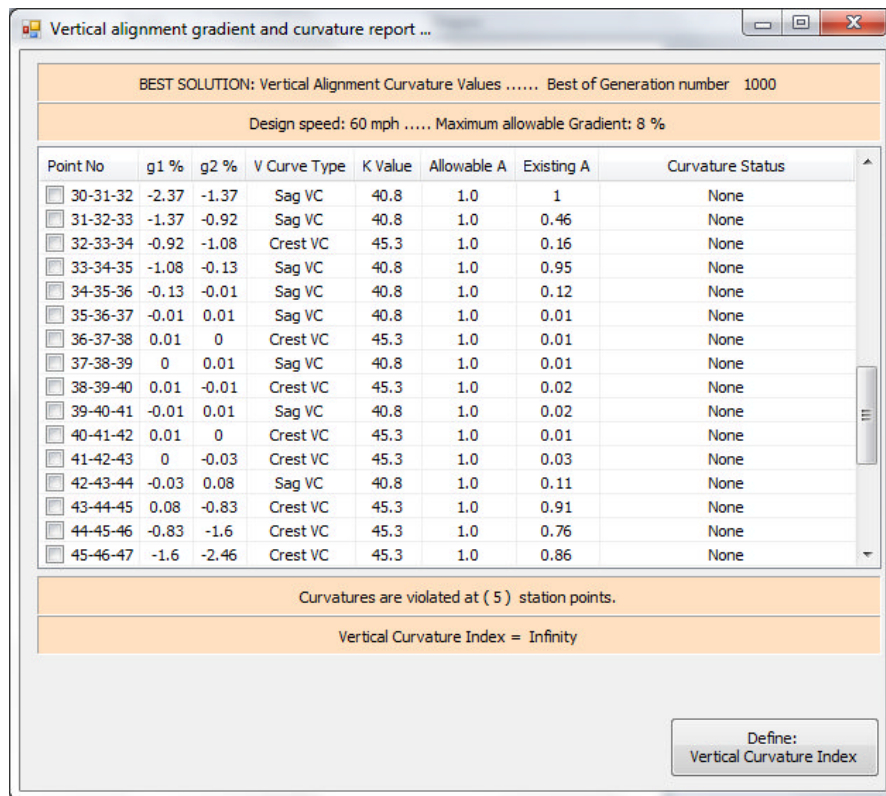 Vertical alignment gradient and curvature report ...
BEST SOLUTION: Vertical Alignment Curvature Values ...... Best of Generation number 1000
Design speed: 60 mph ..... Maximum allowable Gradient: 8 %
Point No g1 % g2 % V Curve Type K Value Allowable A Existing A Curvature Status
30-31-32 -2.37 -1.37 Sag VC 40.8 1.0 1 None
31-32-33 -1.37 -0.92 Sag VC 40.8 1.0 0.46 None
32-33-34 -0.92 -1.08 Crest VC 45.3 1.0 0.16 None
33-34-35 -1.08 -0.13 Sag VC 40.8 1.0 0.95 None
34-35-36 -0.13 -0.01 Sag VC 40.8 1.0 0.12 None
35-36-37 -0.01 0.01 Sag VC 40.8 1.0 0.01 None
36-37-38 0.01 0 Crest VC 45.3 1.0 0.01 None
37-38-39 0 0.01 Sag VC 40.8 1.0 0.01 None
38-39-40 0.01 -0.01 Crest VC 45.3 1.0 0.02 None
39-40-41 -0.01 0.01 Sag VC 40.8 1.0 0.02 None
40-41-42 0.01 0 Crest VC 45.3 1.0 0.01 None
41-42-43 0 -0.03 Crest VC 45.3 1.0 0.03 None
42-43-44 -0.03 0.08 Sag VC 40.8 1.0 0.11 None
43-44-45 0.08 -0.83 Crest VC 45.3 1.0 0.91 None
44-45-46 -0.83 -1.6 Crest VC 45.3 1.0 0.76 None
45-46-47 -1.6 -2.46 Crest VC 45.3 1.0 0.86 None
Curvatures are violated at ( 5 ) station points.
Vertical Curvature Index = Infinity
Define:
Vertical Curvature Index